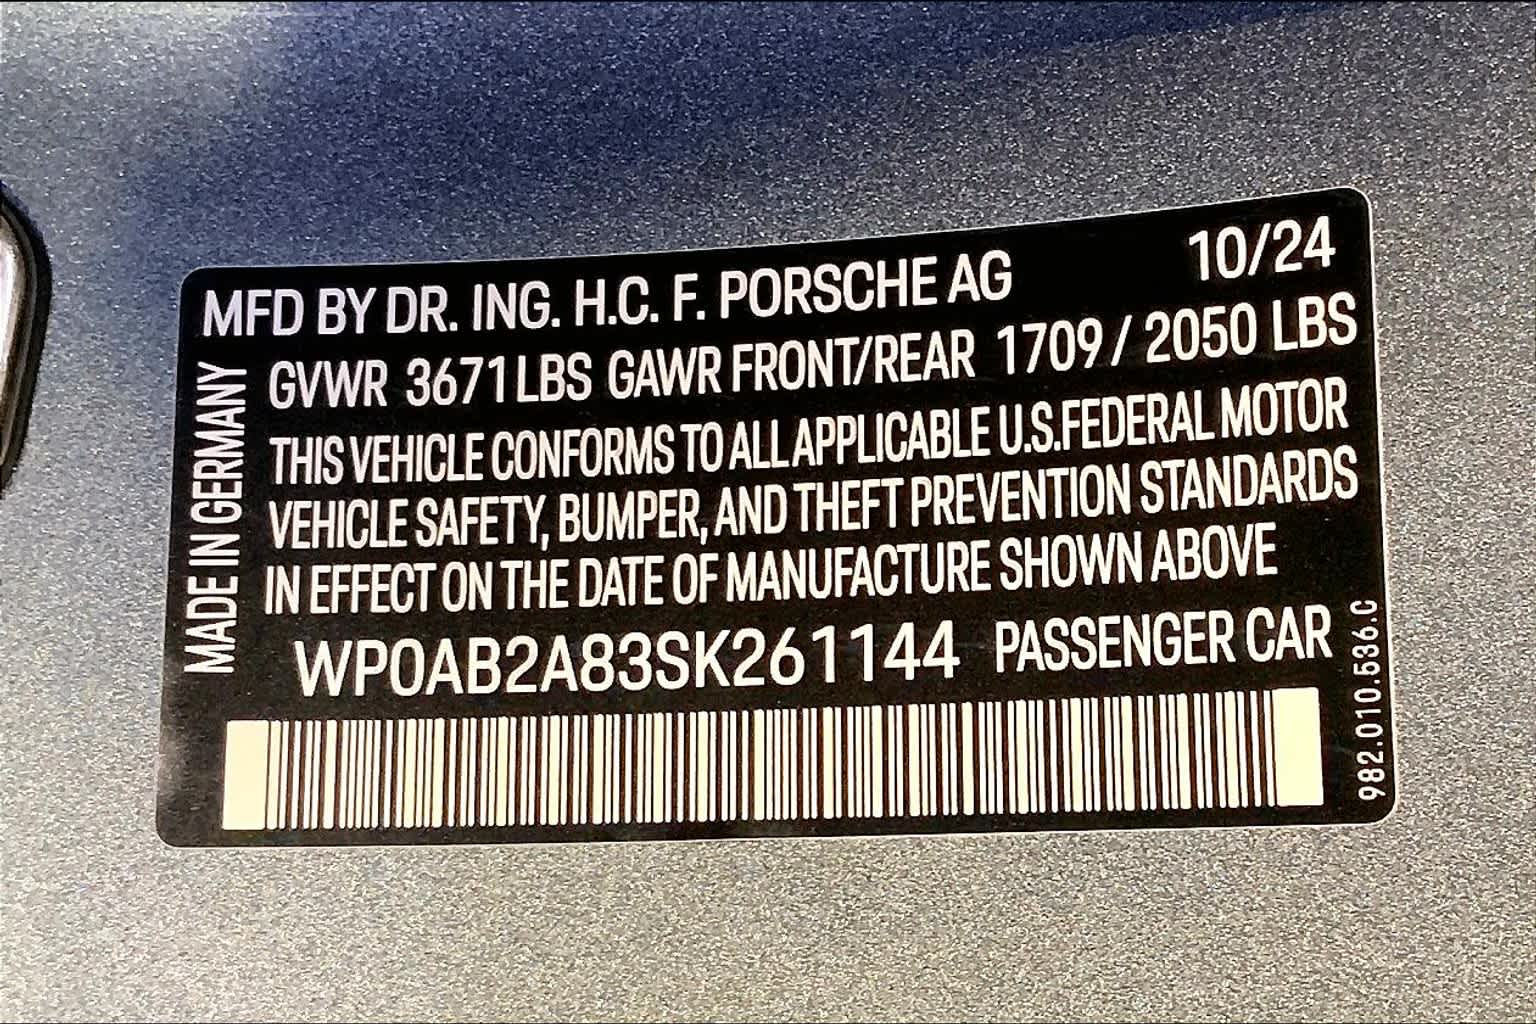 MFD BY DR. ING. H.C. F. PORSCHE AG 10/24
GVWR 3671 LBS GAWR FRONT/REAR 1709 / 2050 LBS
THIS VEHICLE CONFORMS TO ALL APPLICABLE U.S.FEDERAL MOTOR
VEHICLE SAFETY, BUMPER, AND THEFT PREVENTION STANDARDS
IN EFFECT ON THE DATE OF MANUFACTURE SHOWN ABOVE
WP0AB2A83SK261144 PASSENGER CAR
MADE IN GERMANY
982.010.536.C